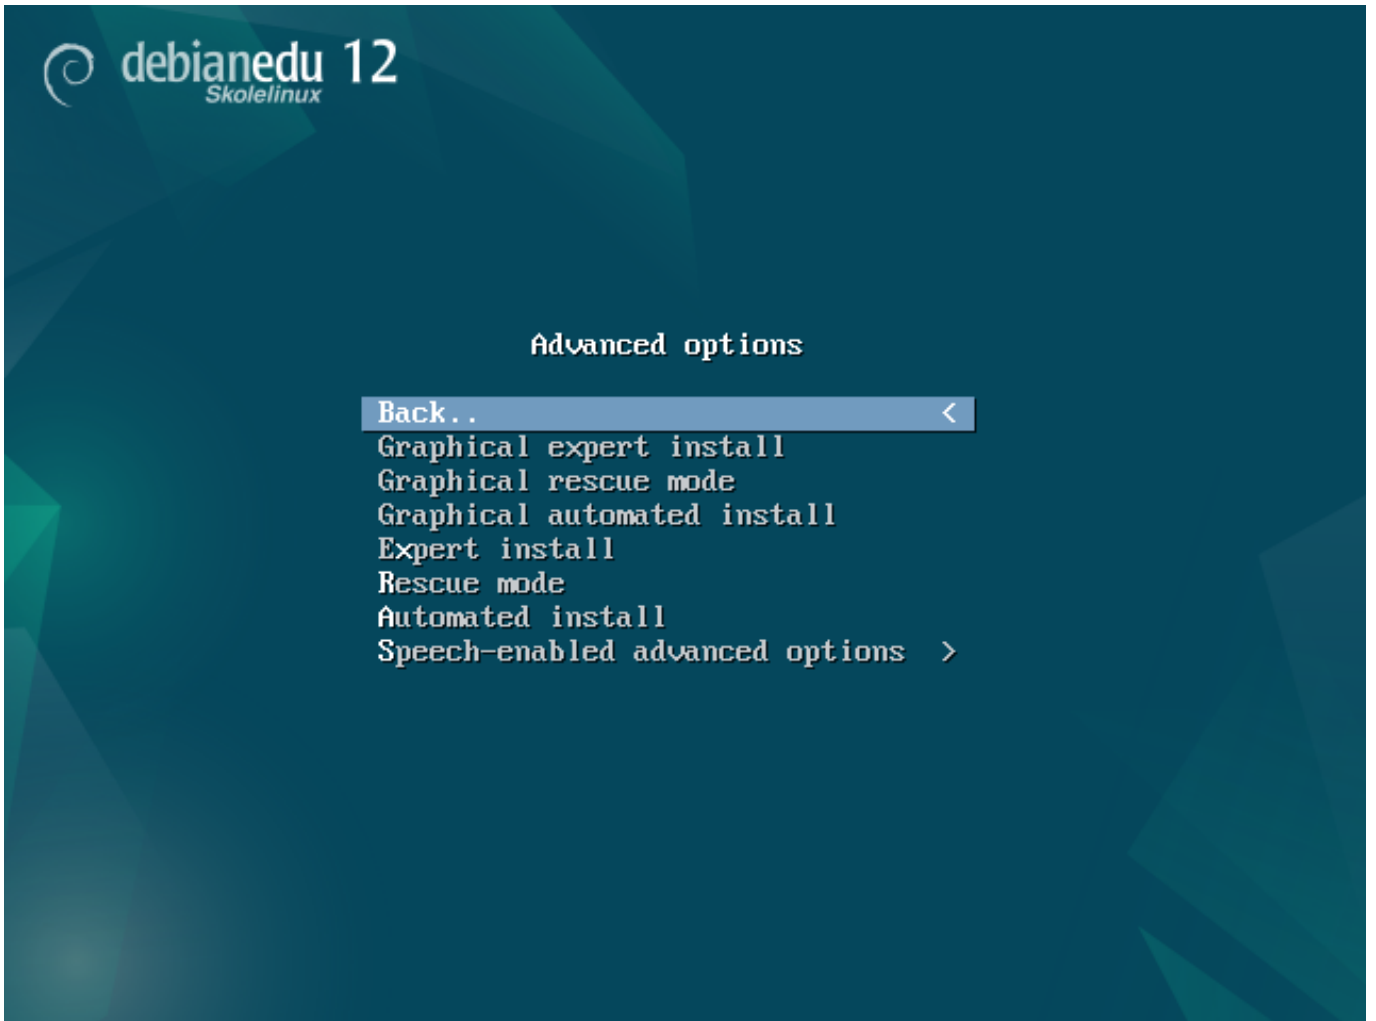 debianedu 12
Skolelinux
Advanced options
Back.. <
Graphical expert install
Graphical rescue mode
Graphical automated install
Expert install
Rescue mode
Automated install
Speech-enabled advanced options >